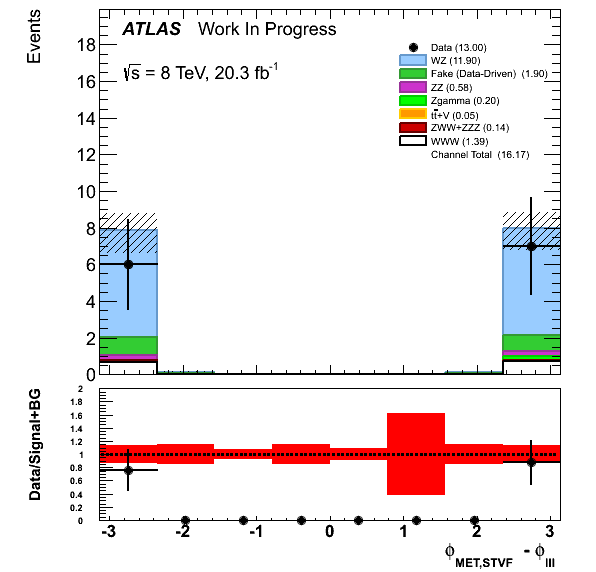 Events
ATLAS Work In Progress
√s = 8 TeV, 20.3 fb⁻¹
Data (13.00)
WZ (11.90)
Fake (Data-Driven) (1.90)
ZZ (0.58)
Zgamma (0.20)
tt̄+V (0.05)
ZWW+ZZZ (0.14)
WWW (1.39)
Channel Total (16.17)
18
16
14
12
10
8
6
4
2
0
Data/Signal+BG
2
1.8
1.6
1.4
1.2
1
0.8
0.6
0.4
0.2
0
-3 -2 -1 0 1 2 3
ϕMET,STVF - ϕlll